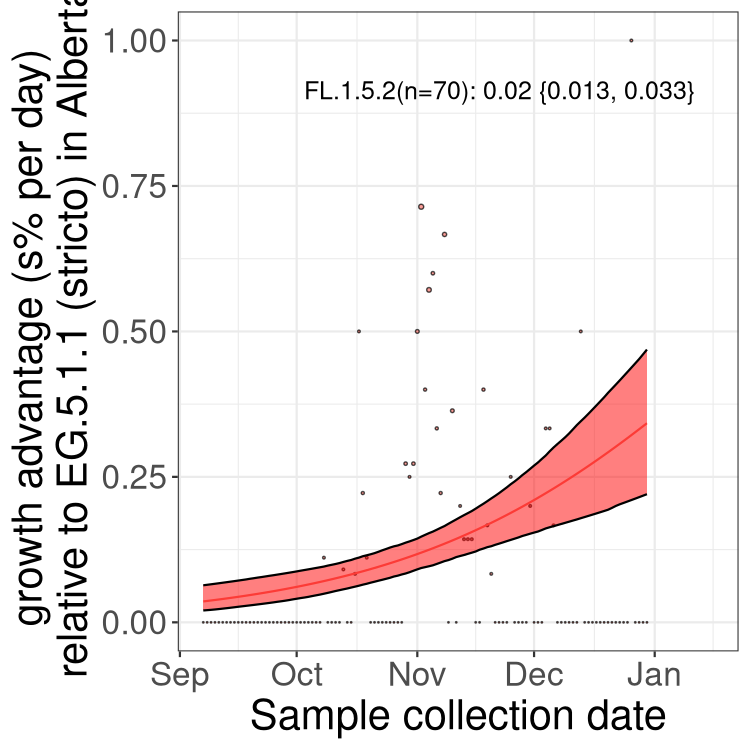 growth advantage (s% per day)
relative to EG.5.1.1 (stricto) in Alberta
1.00
0.75
0.50
0.25
0.00
FL.1.5.2(n=70): 0.02 {0.013, 0.033}
Sep Oct Nov Dec Jan
Sample collection date